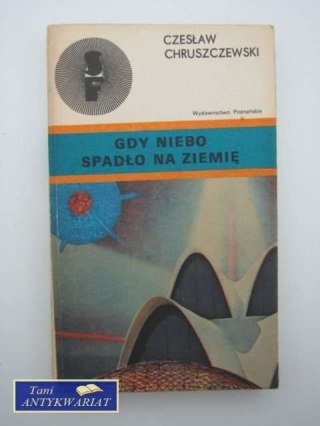 SF
CZESŁAW
CHRUSZCZEWSKI
Wydawnictwo Poznańskie
GDY NIEBO
SPADŁO NA ZIEMIĘ
Tani
ANTYKWARIAT